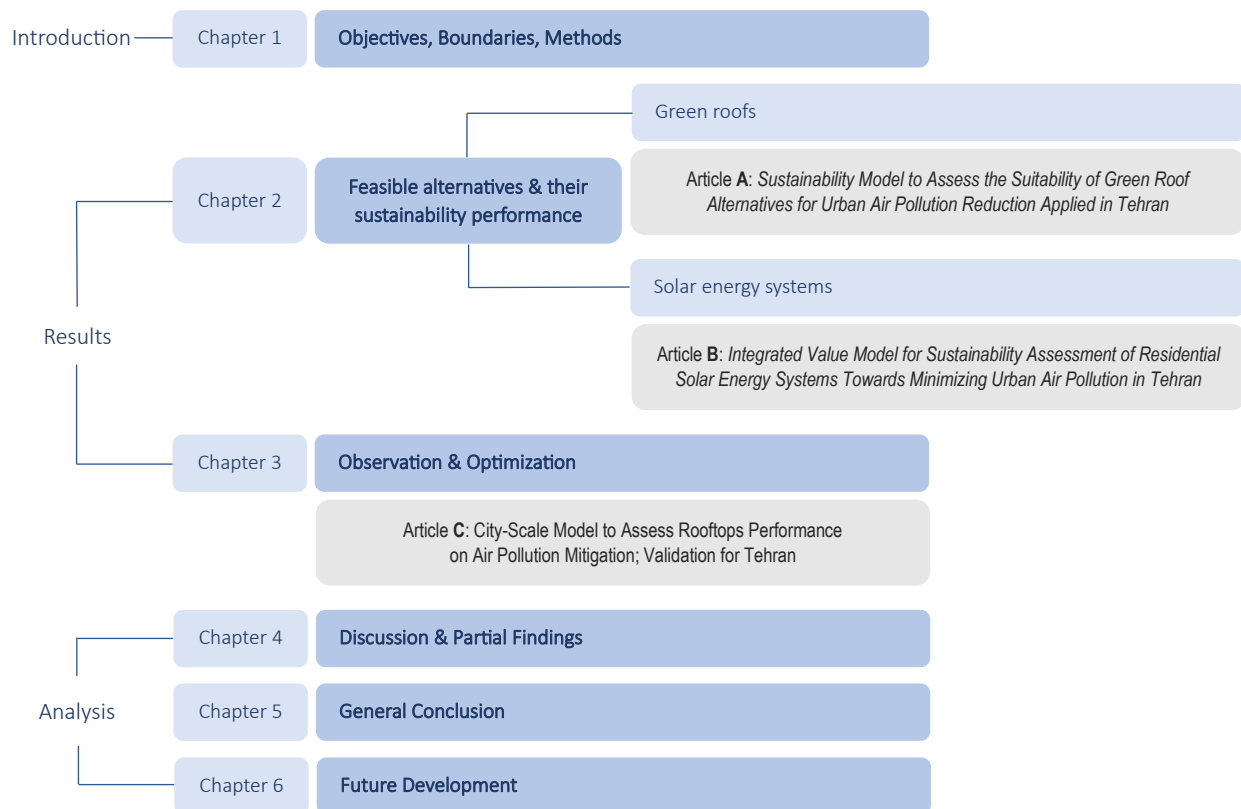 Introduction
Chapter 1
Objectives, Boundaries, Methods
Results
Chapter 2
Feasible alternatives & their
sustainability performance
Green roofs
Article A: Sustainability Model to Assess the Suitability of Green Roof
Alternatives for Urban Air Pollution Reduction Applied in Tehran
Solar energy systems
Article B: Integrated Value Model for Sustainability Assessment of Residential
Solar Energy Systems Towards Minimizing Urban Air Pollution in Tehran
Chapter 3
Observation & Optimization
Article C: City-Scale Model to Assess Rooftops Performance
on Air Pollution Mitigation; Validation for Tehran
Analysis
Chapter 4
Discussion & Partial Findings
Chapter 5
General Conclusion
Chapter 6
Future Development